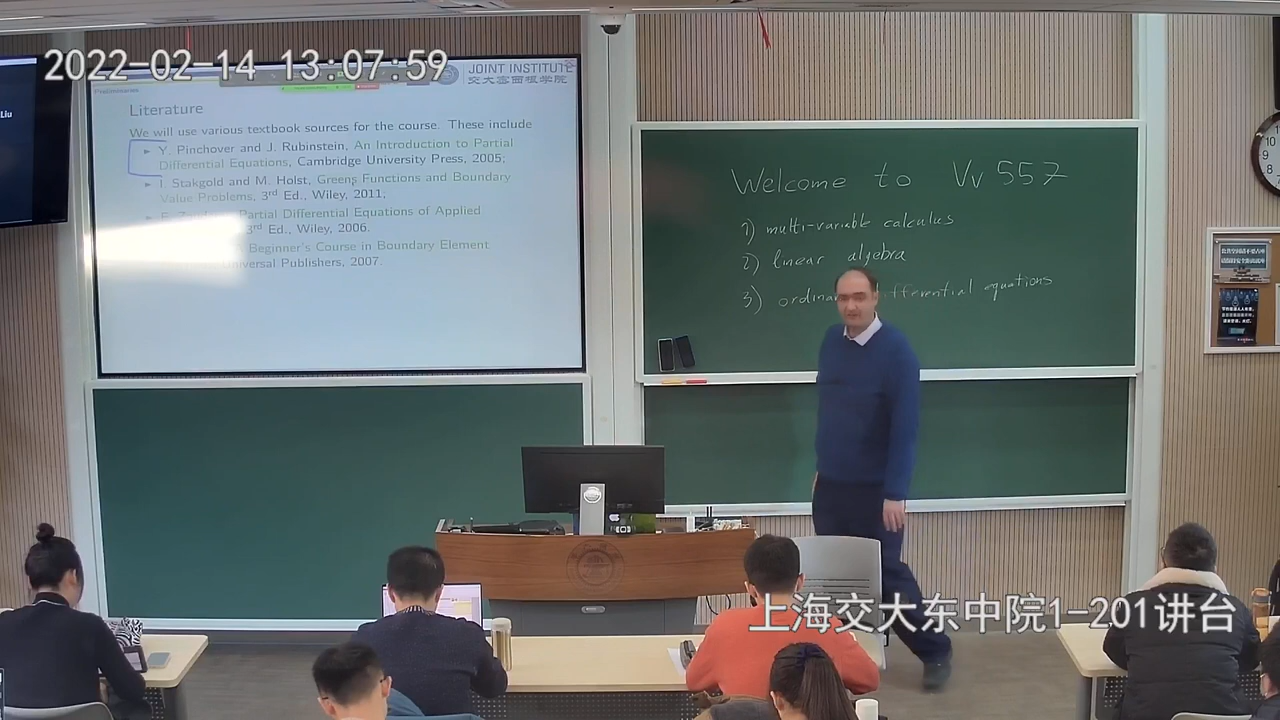 2022-02-14 13:07:59
Liu
JOINT INSTITUTE
交大密西根学院
Preliminaries
Literature
We will use various textbook sources for the course. These include
► Y. Pinchover and J. Rubinstein, An Introduction to Partial
Differential Equations, Cambridge University Press, 2005;
► I. Stakgold and M. Holst, Greens Functions and Boundary
Value Problems, 3rd Ed., Wiley, 2011;
Partial Differential Equations of Applied
3rd Ed., Wiley, 2006.
Beginner's Course in Boundary Element
Universal Publishers, 2007.
Welcome to Vv 557
1) multi-variable calculus
2) linear algebra
3) ordinar ifferential equations
上海交大东中院1-201讲台